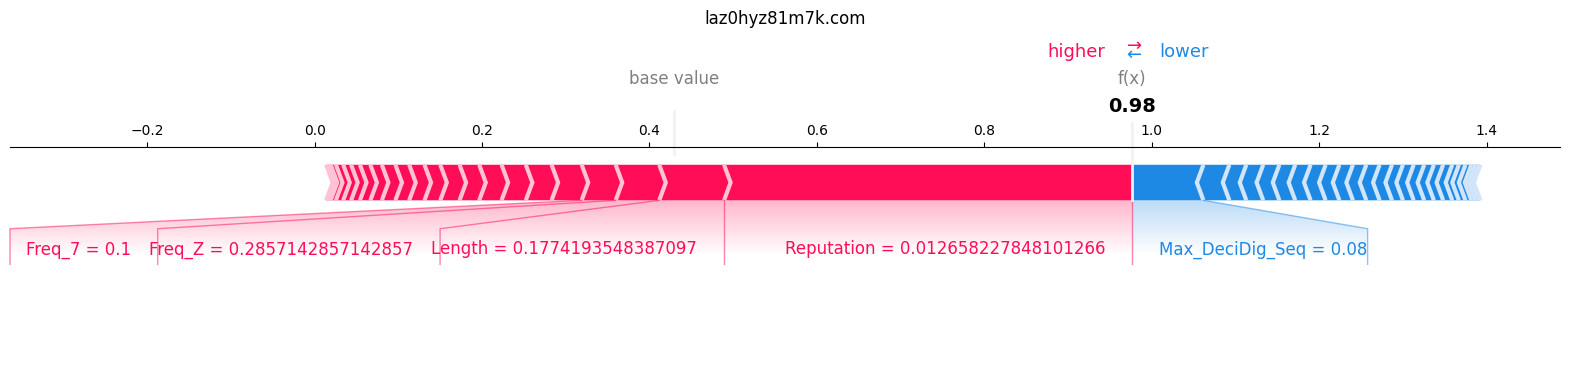 laz0hyz81m7k.com
higher → ← lower
base value f(x)
0.98
−0.2 0.0 0.2 0.4 0.6 0.8 1.0 1.2 1.4
Freq_7 = 0.1 Freq_Z = 0.2857142857142857 Length = 0.1774193548387097 Reputation = 0.012658227848101266 Max_DeciDig_Seq = 0.08